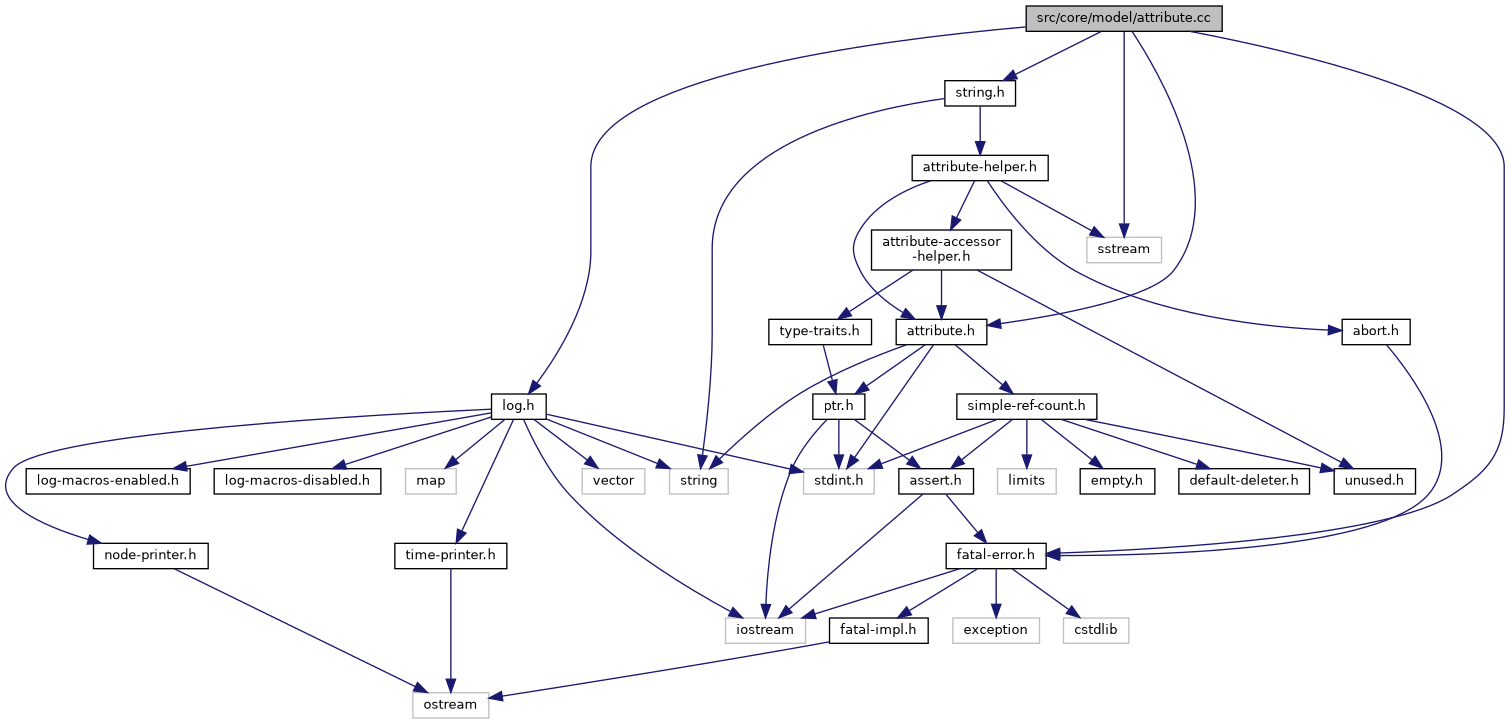 src/core/model/attribute.cc
string.h
attribute-helper.h
attribute-accessor
-helper.h
sstream
type-traits.h
attribute.h
abort.h
log.h
ptr.h
simple-ref-count.h
log-macros-enabled.h
log-macros-disabled.h
map
vector
string
stdint.h
assert.h
limits
empty.h
default-deleter.h
unused.h
node-printer.h
time-printer.h
fatal-error.h
iostream
fatal-impl.h
exception
cstdlib
ostream